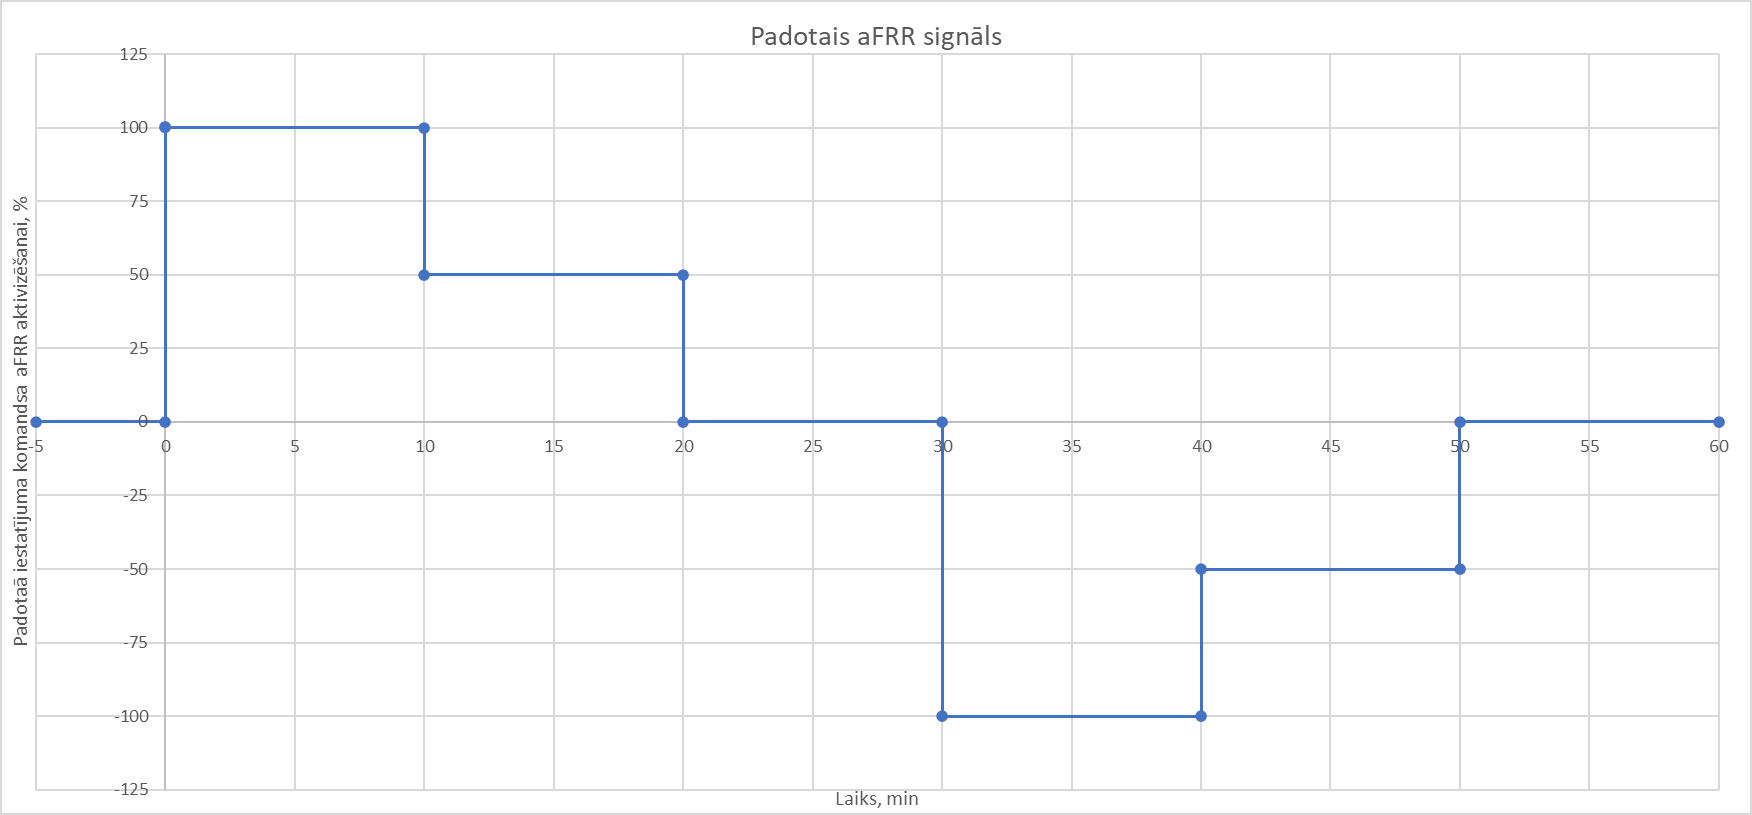 Padotais aFRR signāls
125
100
75
50
25
0
-25
-50
-75
-100
-125
-5 0 5 10 15 20 25 30 35 40 45 50 55 60
Padotaā iestatījuma komandsa aFRR aktivizēšanai, %
Laiks, min